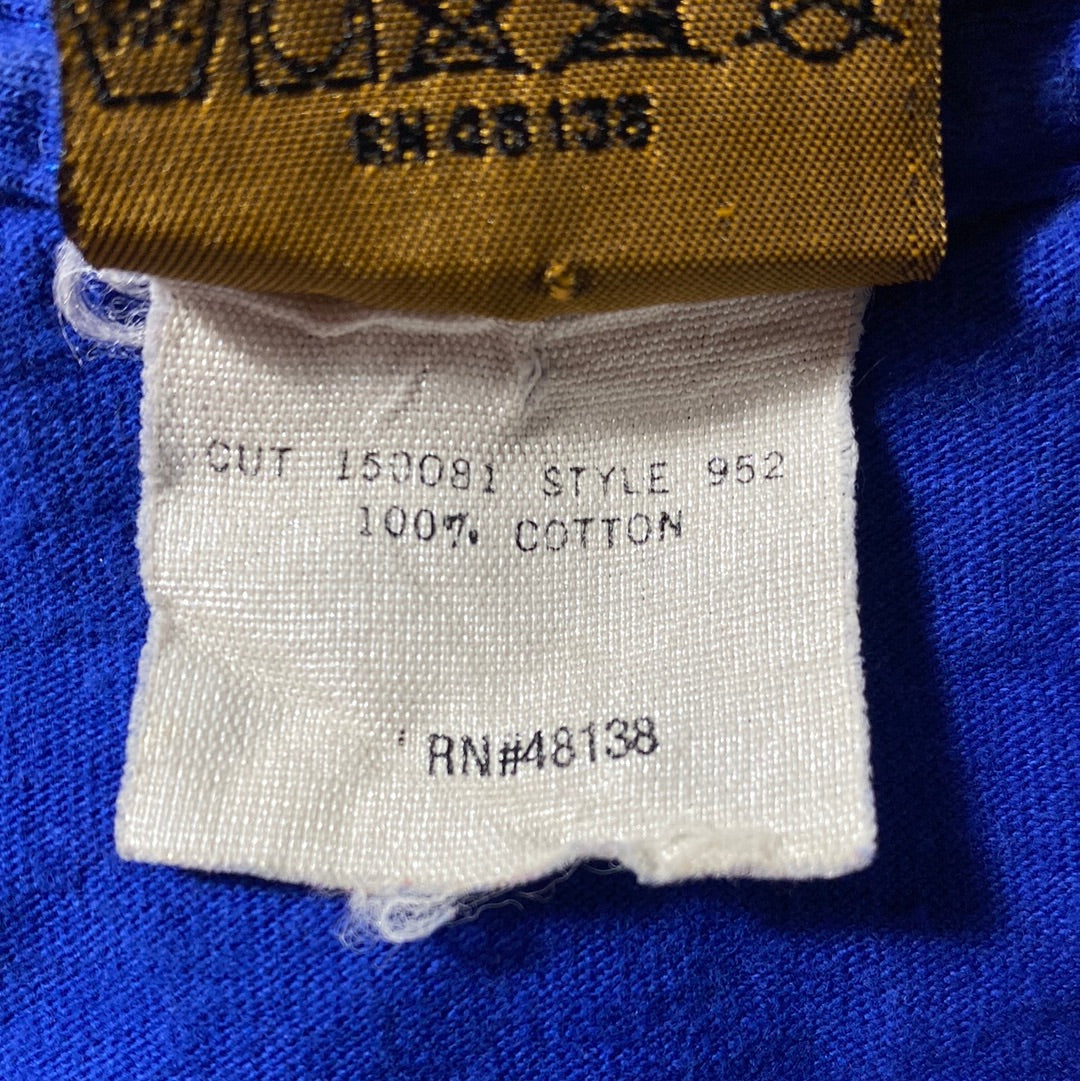 RN 48138
CUT 150081 STYLE 952
100% COTTON
RN#48138